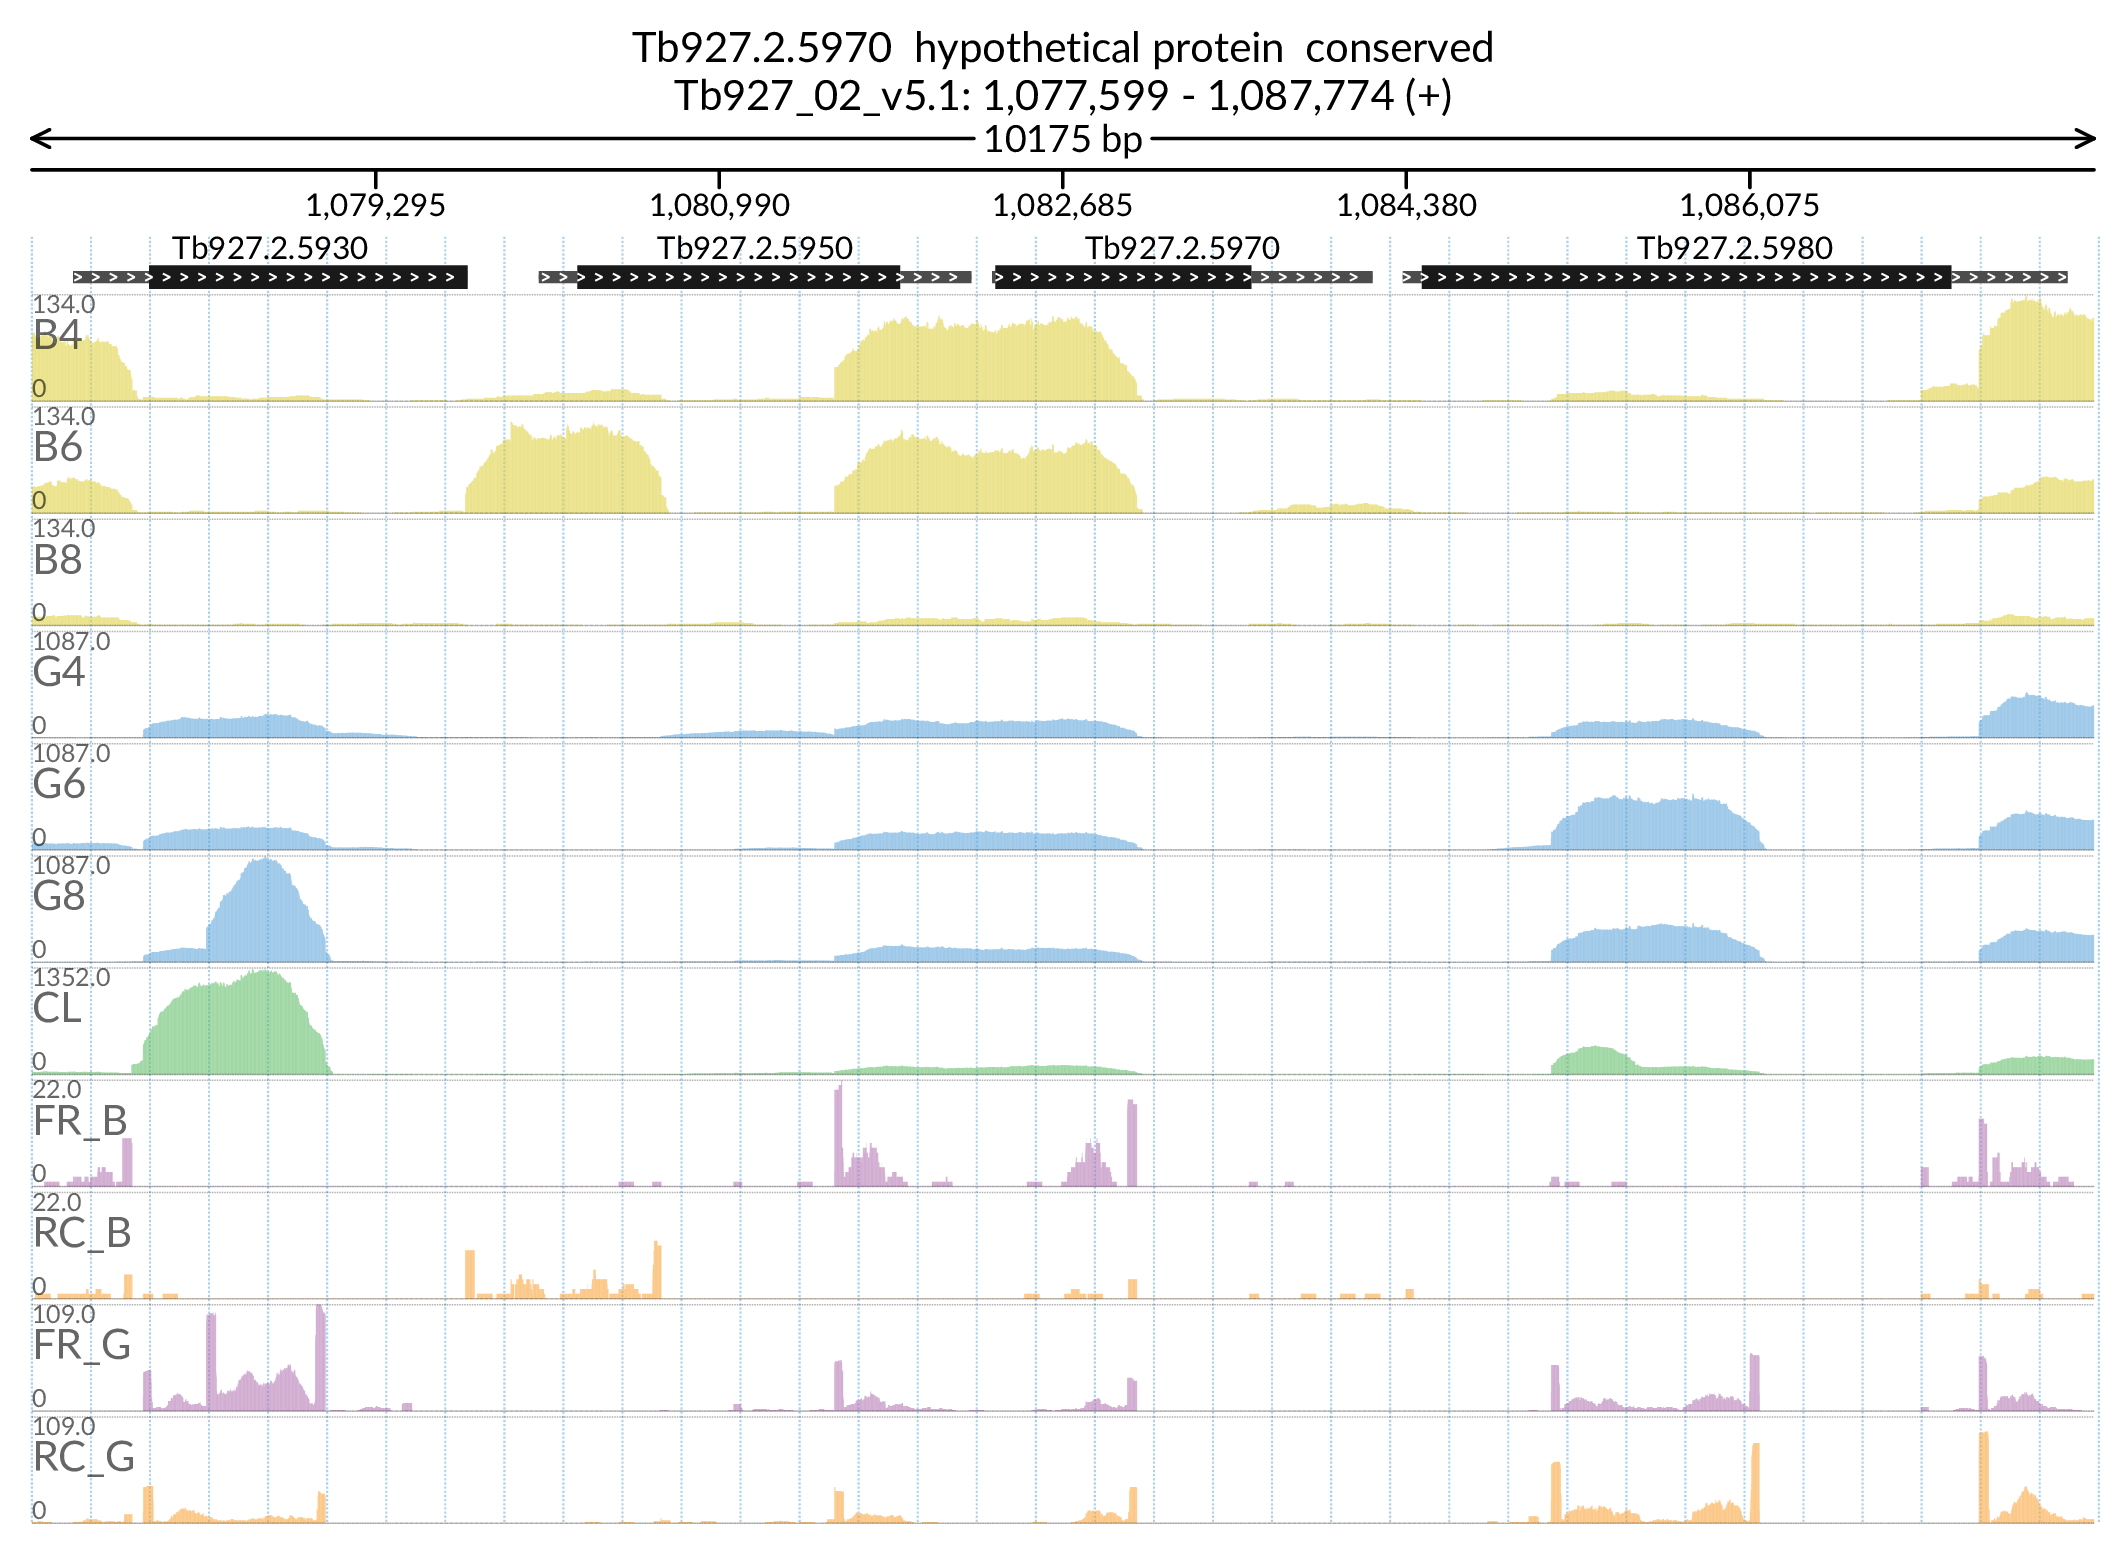 Tb927.2.5970 hypothetical protein conserved
Tb927_02_v5.1: 1,077,599 - 1,087,774 (+)
10175 bp
1,079,295 1,080,990 1,082,685 1,084,380 1,086,075
Tb927.2.5930 Tb927.2.5950 Tb927.2.5970 Tb927.2.5980
134.0
B4
0
134.0
B6
0
134.0
B8
0
1087.0
G4
0
1087.0
G6
0
1087.0
G8
0
1352.0
CL
0
22.0
FR_B
0
22.0
RC_B
0
109.0
FR_G
0
109.0
RC_G
0